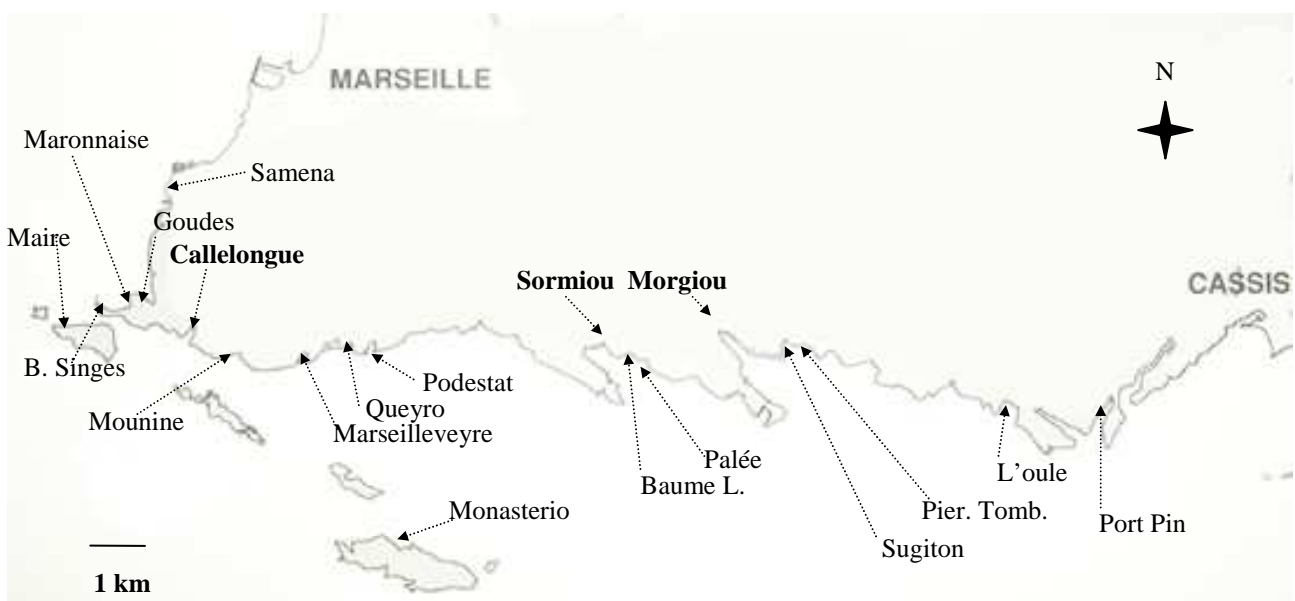 MARSEILLE
N
Maronnaise
Samena
Goudes
Maire
Callelongue
Sormiou Morgiou
CASSIS
B. Singes
Podestat
Mounine
Queyro
Marseilleveyre
Palée
L'oule
Baume L.
Monasterio
Pier. Tomb.
Port Pin
Sugiton
1 km